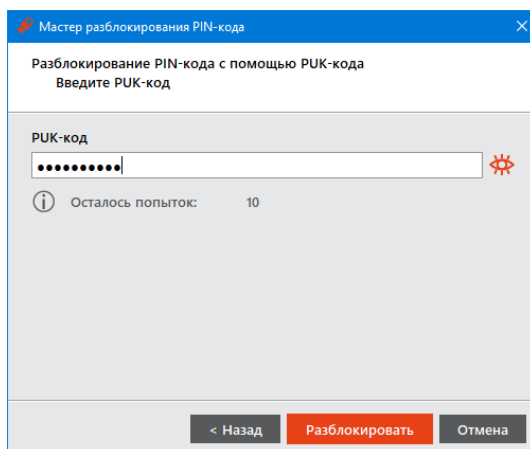 Мастер разблокирования PIN-кода
Разблокирование PIN-кода с помощью PUK-кода
Введите PUK-код
PUK-код
••••••••••
Осталось попыток: 10
< Назад Разблокировать Отмена